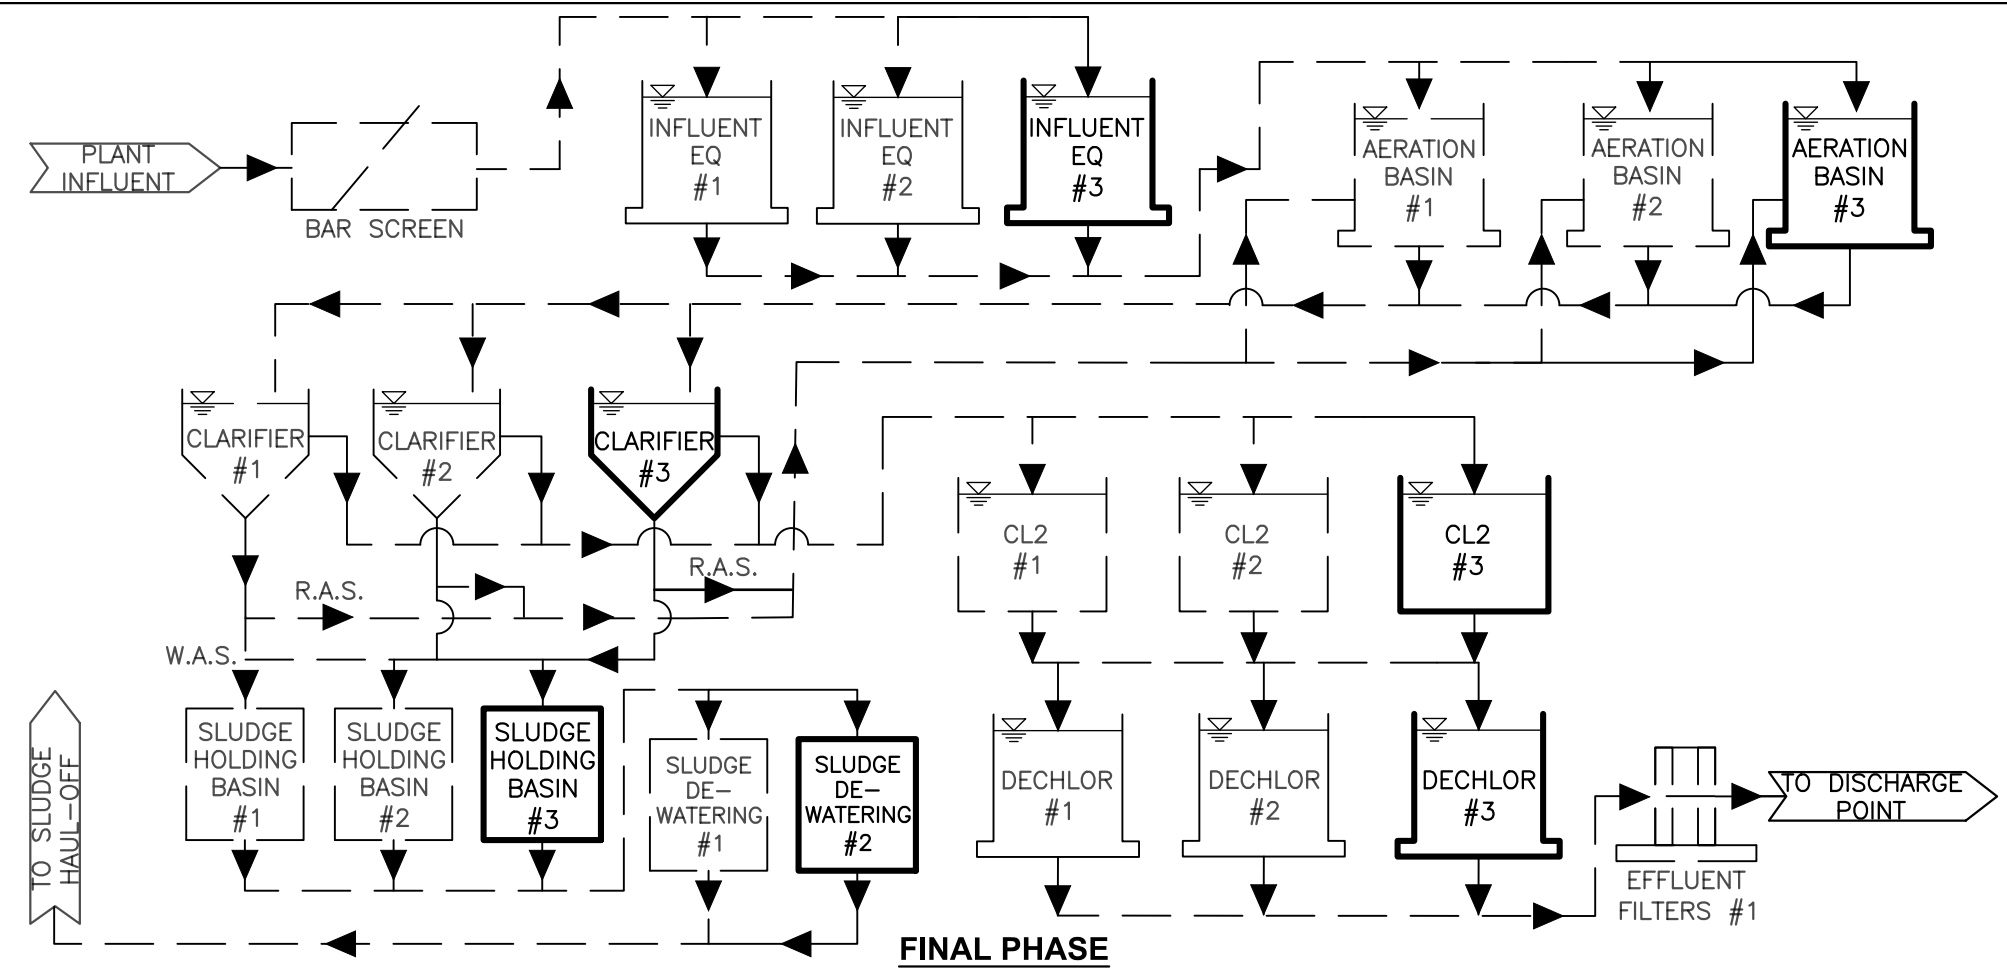 PLANT
INFLUENT
BAR SCREEN
INFLUENT
EQ
#1
INFLUENT
EQ
#2
INFLUENT
EQ
#3
AERATION
BASIN
#1
AERATION
BASIN
#2
AERATION
BASIN
#3
CLARIFIER
#1
CLARIFIER
#2
CLARIFIER
#3
R.A.S.
R.A.S.
W.A.S.
CL2
#1
CL2
#2
CL2
#3
TO SLUDGE
HAUL-OFF
SLUDGE
HOLDING
BASIN
#1
SLUDGE
HOLDING
BASIN
#2
SLUDGE
HOLDING
BASIN
#3
SLUDGE
DE-
WATERING
#1
SLUDGE
DE-
WATERING
#2
DECHLOR
#1
DECHLOR
#2
DECHLOR
#3
EFFLUENT
FILTERS #1
TO DISCHARGE
POINT
FINAL PHASE